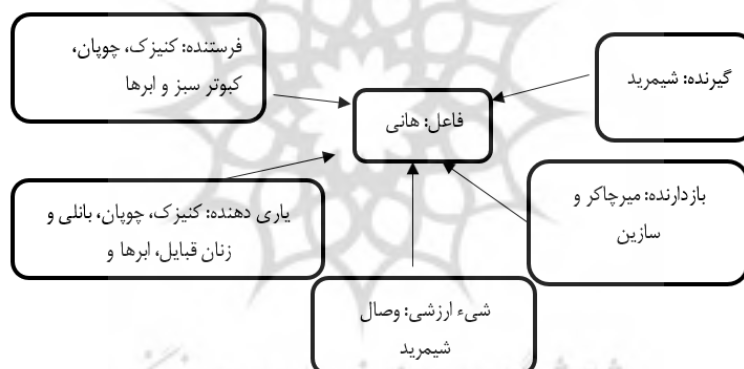 فرستنده: کنیزک، چوپان،
کبوتر سبز و ابرها
گیرنده: شیمرید
فاعل: هانی
بازدارنده: میرچاکر و
سازین
یاری دهنده: کنیزک، چوپان، بانلی و
زنان قبایل، ابرها و
شیء ارزشی: وصال
شیمرید